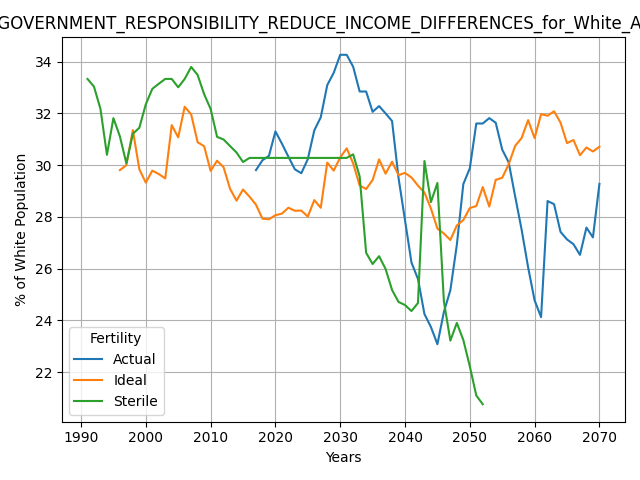 GOVERNMENT_RESPONSIBILITY_REDUCE_INCOME_DIFFERENCES_for_White_A
% of White Population
34
32
30
28
26
24
22
Fertility
Actual
Ideal
Sterile
1990 2000 2010 2020 2030 2040 2050 2060 2070
Years